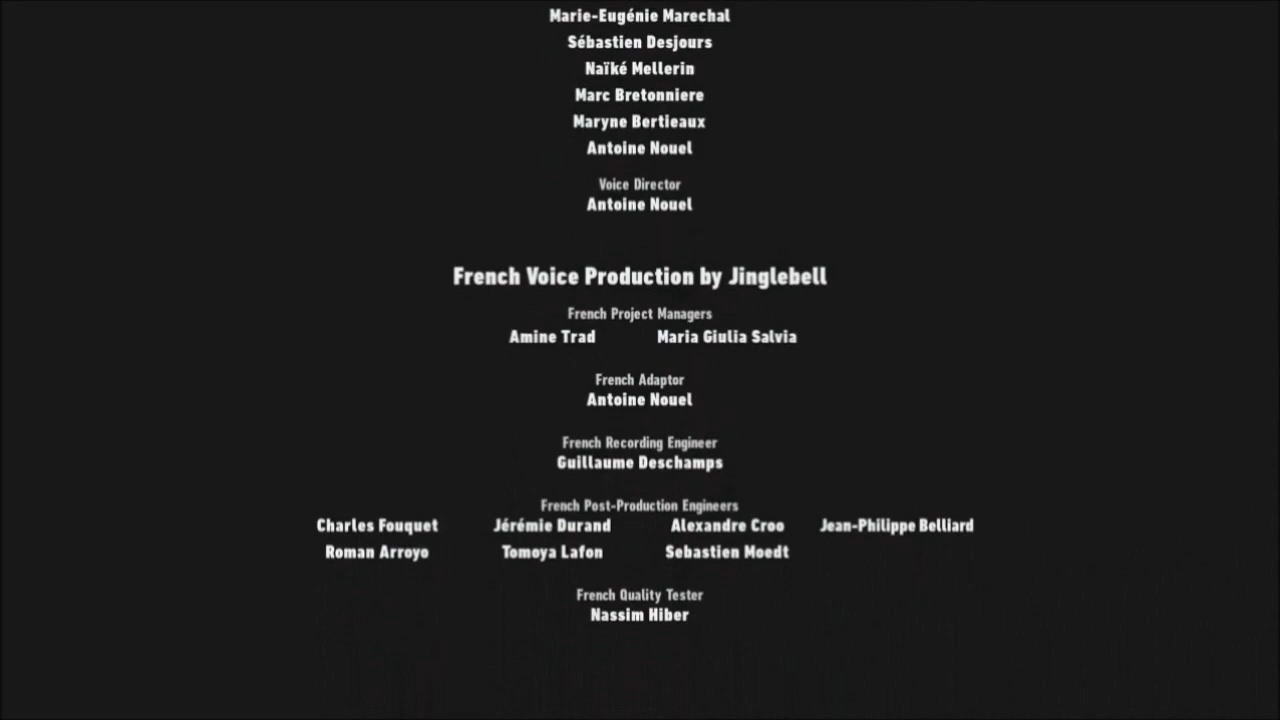 Marie-Eugénie Marechal
Sébastien Desjours
Naïké Mellerin
Marc Bretonniere
Maryne Bertieaux
Antoine Nouel
Voice Director
Antoine Nouel
French Voice Production by Jinglebell
French Project Managers
Amine Trad Maria Giulia Salvia
French Adaptor
Antoine Nouel
French Recording Engineer
Guillaume Deschamps
French Post-Production Engineers
Charles Fouquet Jérémie Durand Alexandre Croo Jean-Philippe Belliard
Roman Arroyo Tomoya Lafon Sebastien Moedt
French Quality Tester
Nassim Hiber